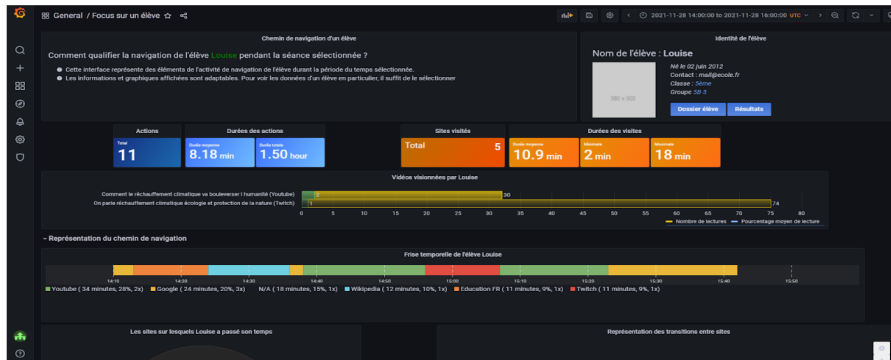 General / Focus sur un élève
2021-11-28 14:00:00 to 2021-11-28 16:00:00 UTC
Chemin de navigation d'un élève
Comment qualifier la navigation de l'élève Louise pendant la séance sélectionnée ?
Cette interface représente des éléments de l'activité de navigation de l'élève durant la période du temps sélectionnée.
Les informations et graphiques affichées sont adaptables. Pour voir les données d'un élève en particulier, il suffit de le sélectionner
Identité de l'élève
Nom de l'élève : Louise
Né le 02 juin 2012
Contact : mail@ecole.fr
Classe : 5ème
Groupe 5B 3
Dossier élève Résultats
Actions
Total
11
Durées des actions
Durée moyenne
8.18 min
Durée totale
1.50 hour
Sites visités
Total 5
Durées des visites
Durée moyenne
10.9 min
Minimale
2 min
Maximale
18 min
Vidéos visionnées par Louise
Comment le réchauffement climatique va bouleverser l humanité (Youtube) 2 30
On parle réchauffement climatique écologie et protection de la nature (Twitch) 1 74
0 5 10 15 20 25 30 35 40 45 50 55 60 65 70 75 80
Nombre de lectures Pourcentage moyen de lecture
Représentation du chemin de navigation
Frise temporelle de l'élève Louise
14:10 14:20 14:30 14:40 14:50 15:00 15:10 15:20 15:30 15:40 15:50
Youtube ( 34 minutes, 28%, 2x) Google ( 24 minutes, 20%, 3x) N/A ( 18 minutes, 15%, 1x) Wikipedia ( 12 minutes, 10%, 1x) Education FR ( 11 minutes, 9%, 1x) Twitch ( 11 minutes, 9%, 1x)
Les sites sur lesquels Louise a passé son temps
Représentation des transitions entre sites